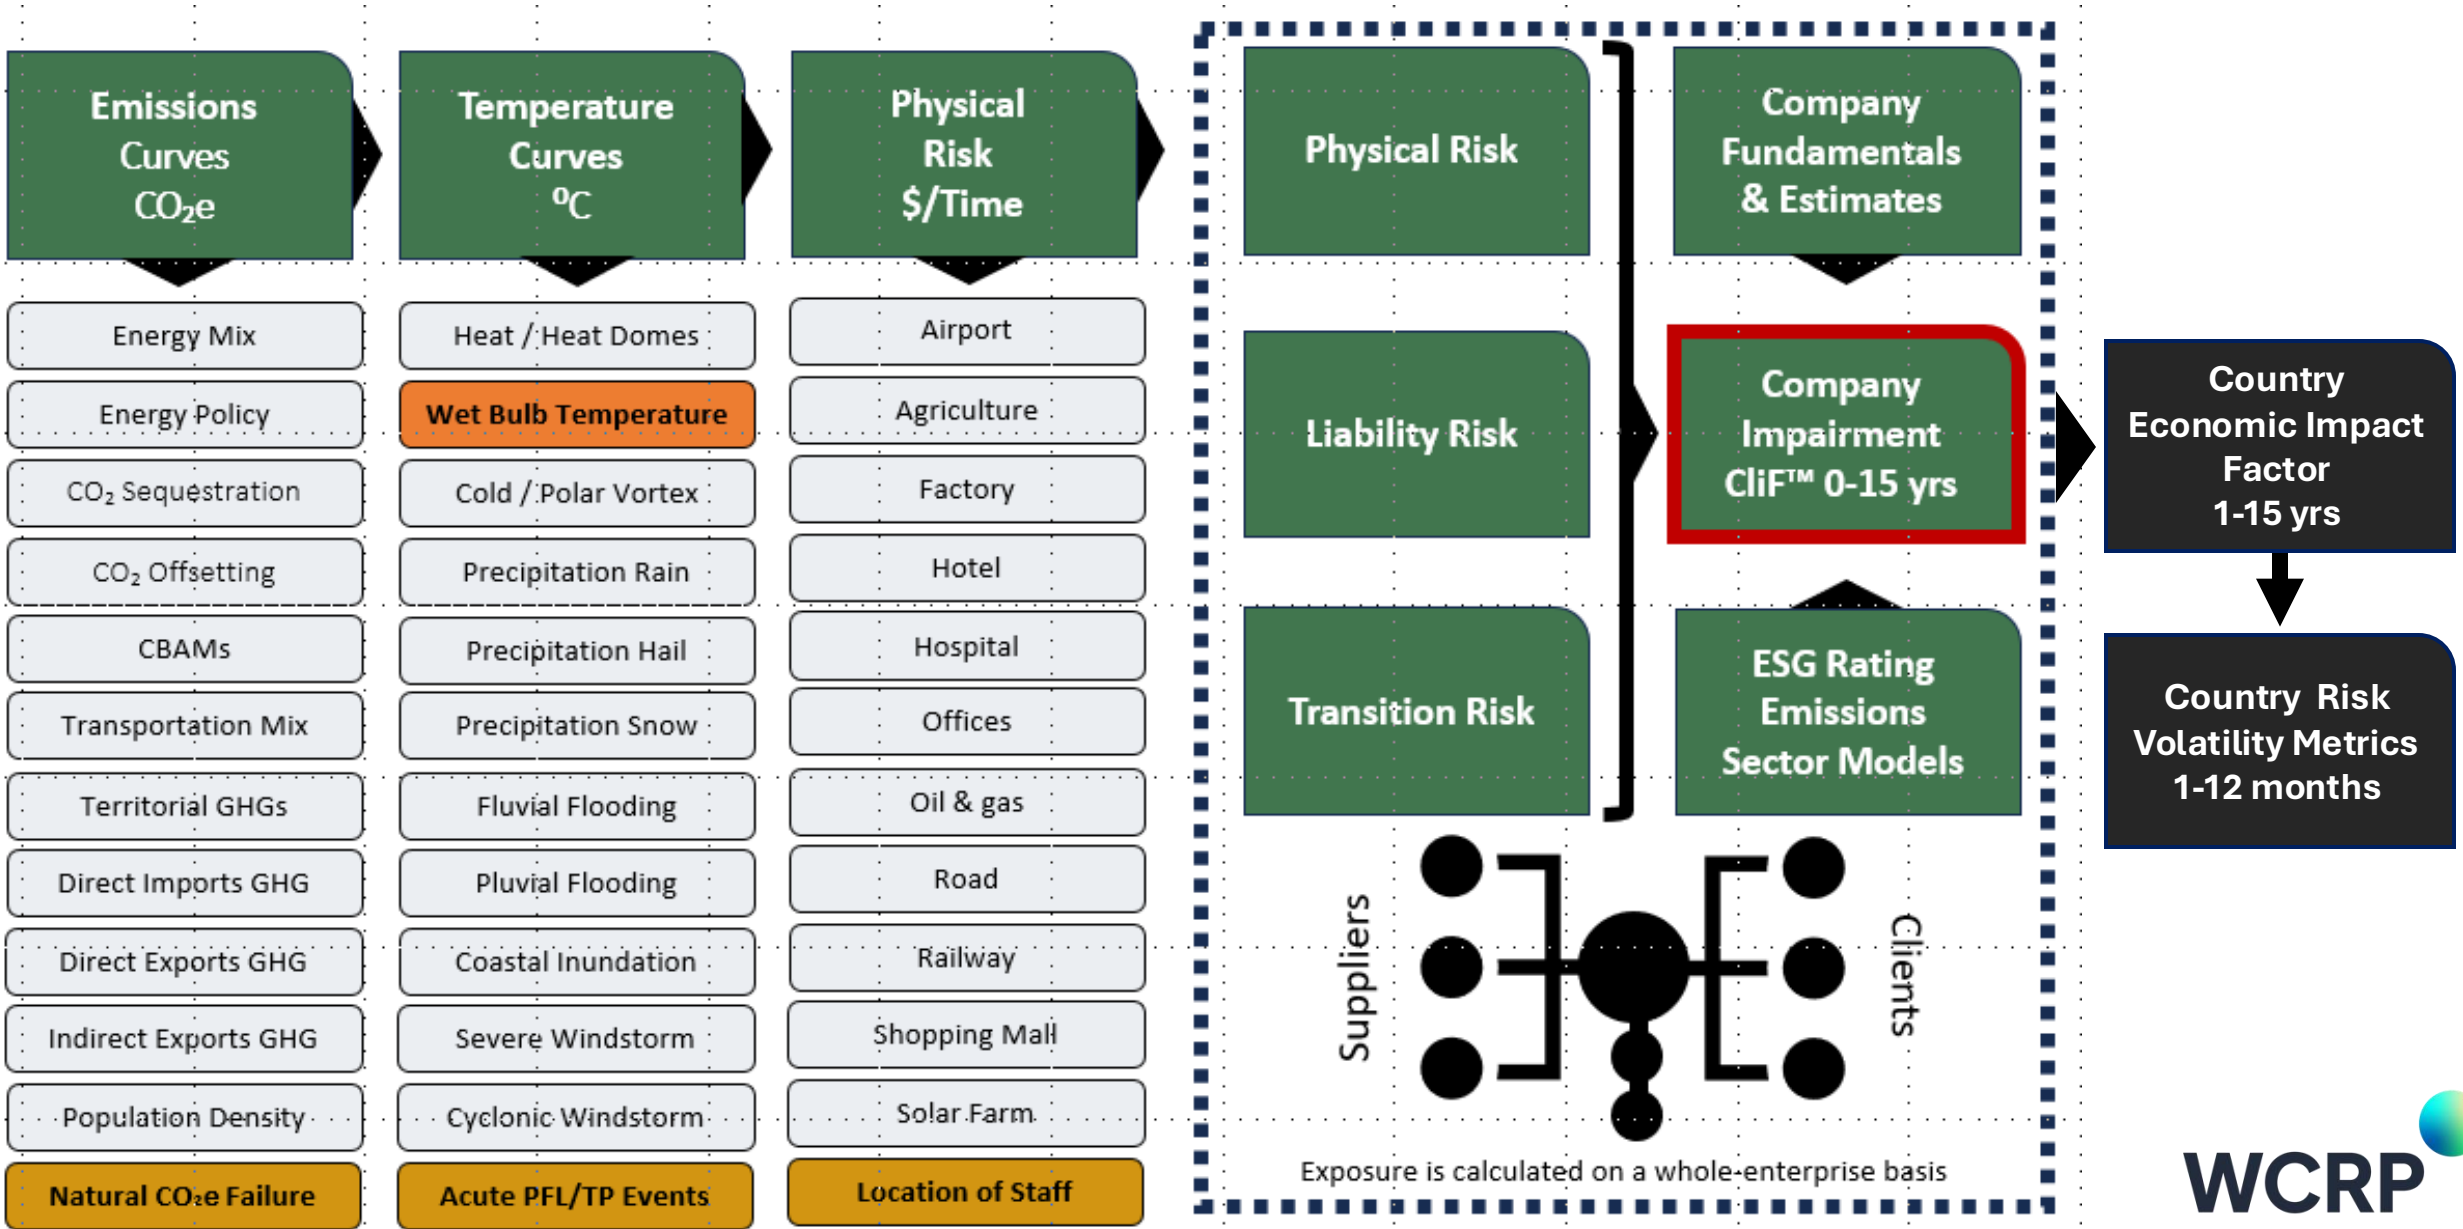 Emissions
Curves
CO₂e
Energy Mix
Energy Policy
CO₂ Sequestration
CO₂ Offsetting
CBAMs
Transportation Mix
Territorial GHGs
Direct Imports GHG
Direct Exports GHG
Indirect Exports GHG
Population Density
Natural CO₂e Failure
Temperature
Curves
⁰C
Heat / Heat Domes
Wet Bulb Temperature
Cold / Polar Vortex
Precipitation Rain
Precipitation Hail
Precipitation Snow
Fluvial Flooding
Pluvial Flooding
Coastal Inundation
Severe Windstorm
Cyclonic Windstorm
Acute PFL/TP Events
Physical
Risk
$/Time
Airport
Agriculture
Factory
Hotel
Hospital
Offices
Oil & gas
Road
Railway
Shopping Mall
Solar Farm
Location of Staff
Physical Risk
Liability Risk
Transition Risk
Company
Fundamentals
& Estimates
Company
Impairment
CliF™ 0-15 yrs
ESG Rating
Emissions
Sector Models
Suppliers
Clients
Exposure is calculated on a whole-enterprise basis
Country
Economic Impact
Factor
1-15 yrs
Country Risk
Volatility Metrics
1-12 months
WCRP